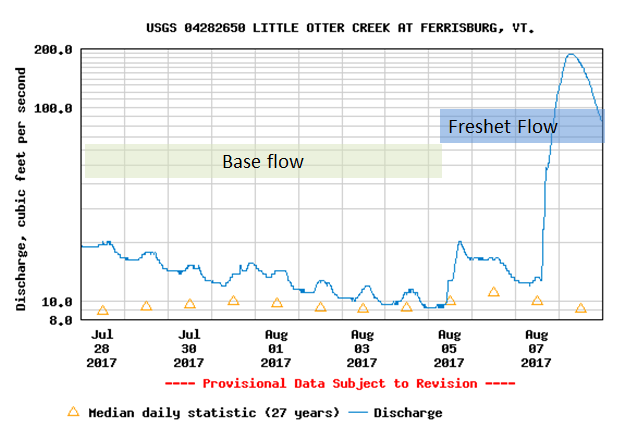 USGS 04282650 LITTLE OTTER CREEK AT FERRISBURG, VT.
Discharge, cubic feet per second
200.0
100.0
10.0
8.0
Freshet Flow
Base flow
Jul 28 2017
Jul 30 2017
Aug 01 2017
Aug 03 2017
Aug 05 2017
Aug 07 2017
---- Provisional Data Subject to Revision ----
Median daily statistic (27 years)
Discharge